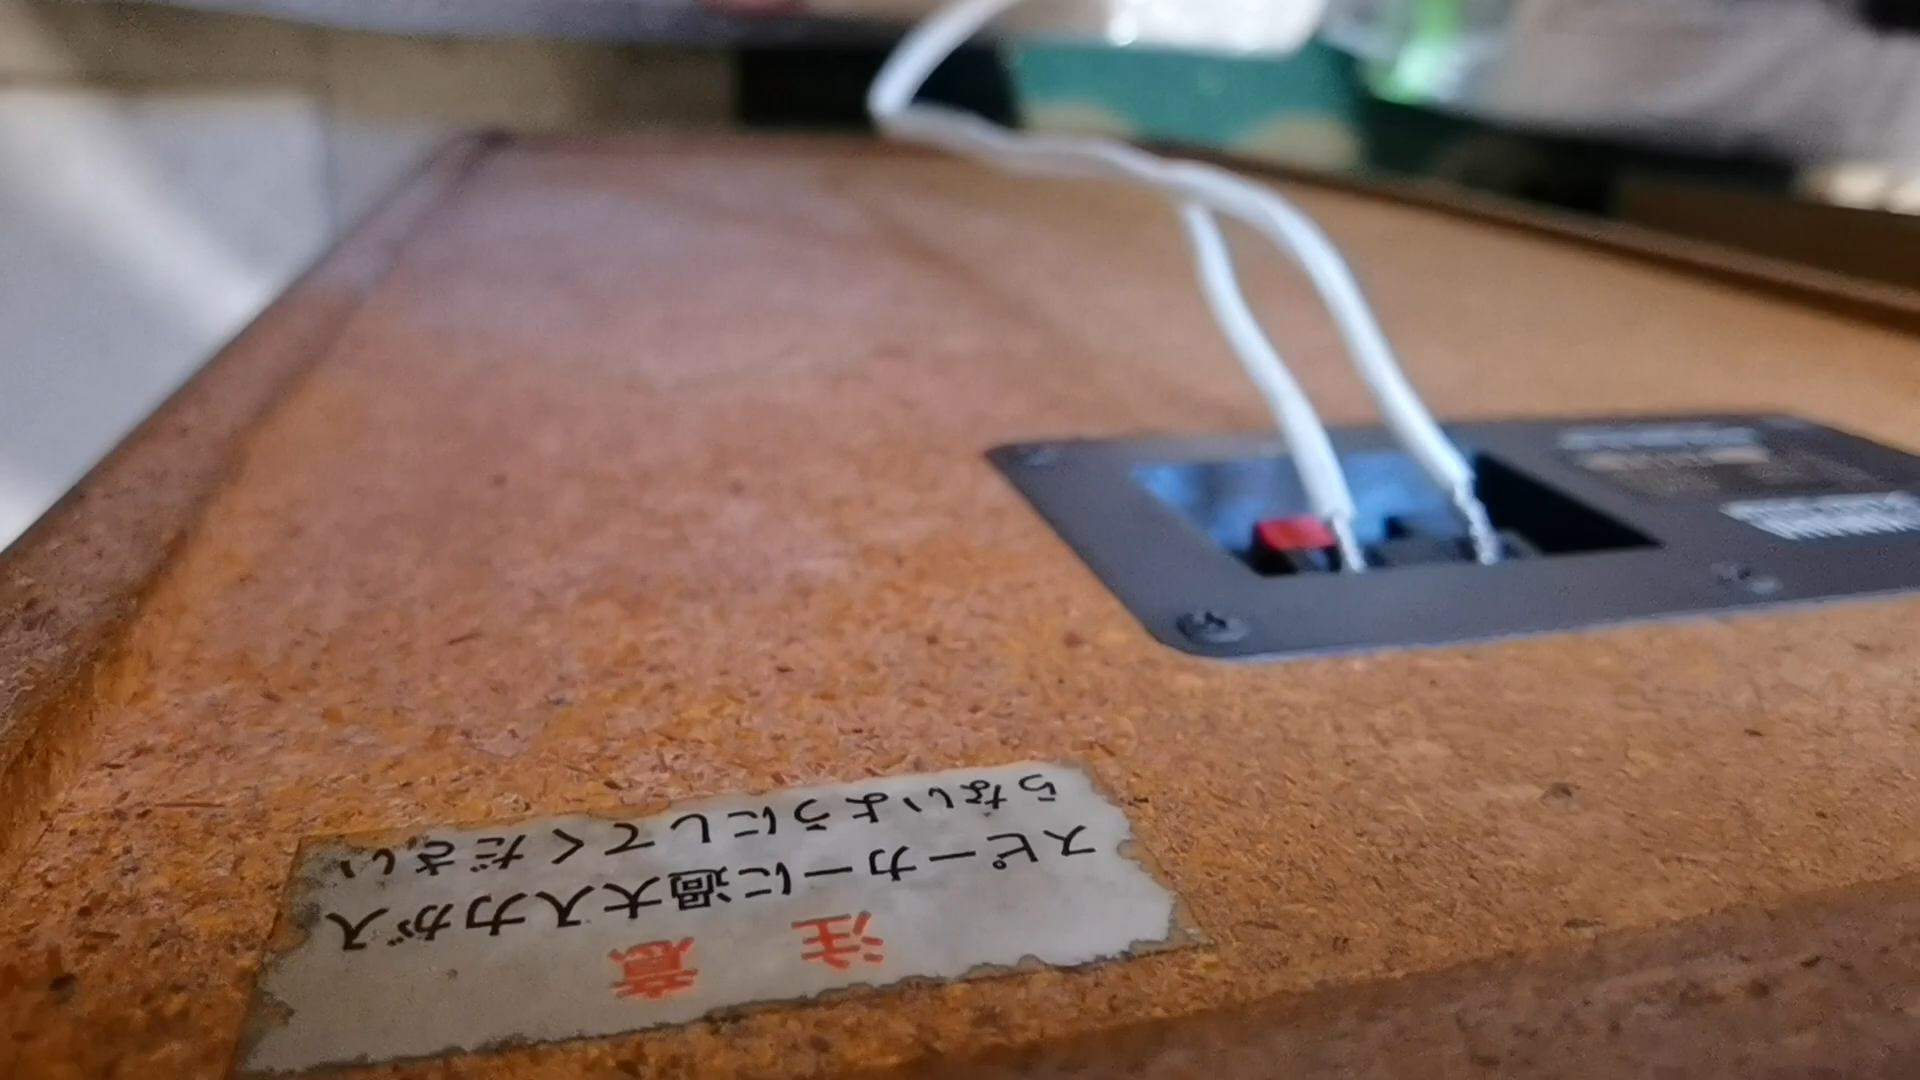 注 意
スピーカーに過大入力が入
らないようにしてください